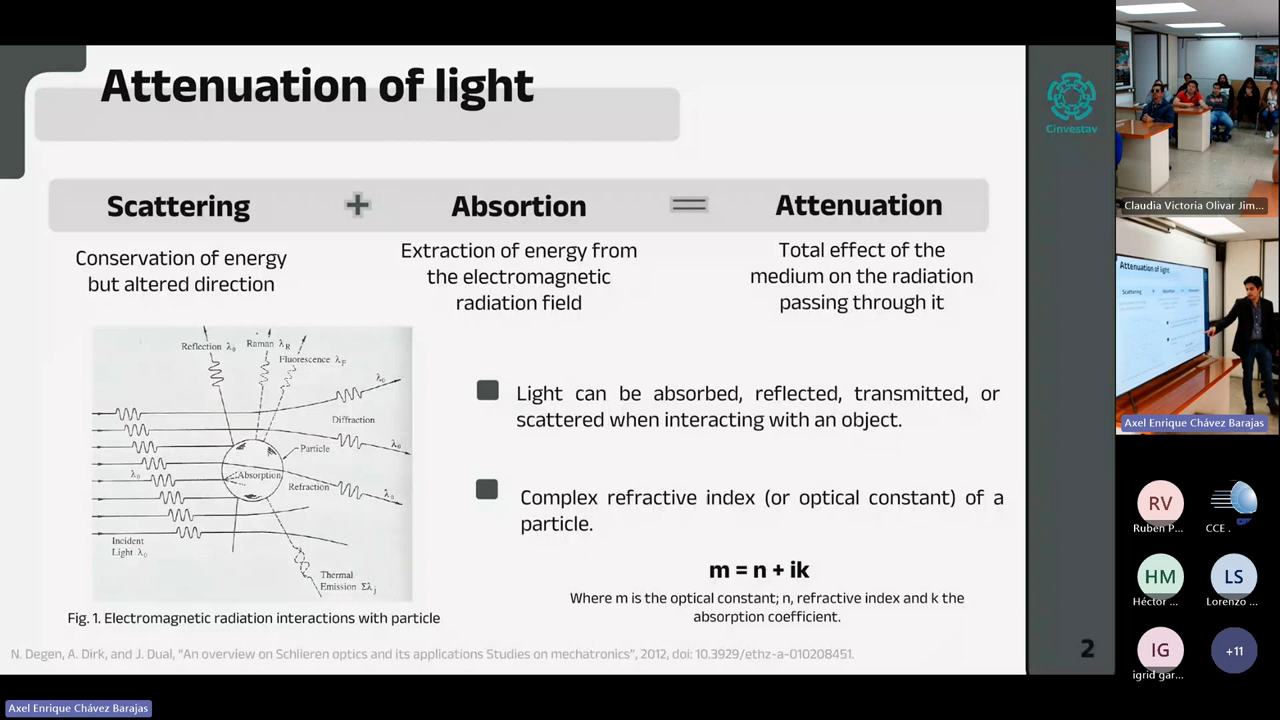 Attenuation of light
Scattering + Absortion = Attenuation
Conservation of energy
but altered direction
Extraction of energy from
the electromagnetic
radiation field
Total effect of the
medium on the radiation
passing through it
Reflection λ₀
Raman λR
Fluorescence λF
λ₀
Diffraction
λ₀
Particle
Absorption
λ₀
Refraction
λ₀
Incident
Light λ₀
Thermal
Emission Σλj
Fig. 1. Electromagnetic radiation interactions with particle
Light can be absorbed, reflected, transmitted, or
scattered when interacting with an object.
Complex refractive index (or optical constant) of a
particle.
m = n + ik
Where m is the optical constant; n, refractive index and k the
absorption coefficient.
N. Degen, A. Dirk, and J. Dual, "An overview on Schlieren optics and its applications Studies on mechatronics", 2012, doi: 10.3929/ethz-a-010208451.
2
Cinvestav
Claudia Victoria Olivar Jim...
Attenuation of light
Scattering
Axel Enrique Chávez Barajas
RV
Ruben P...
CCE .
HM
Héctor ...
LS
Lorenzo ...
IG
igrid gar...
+11
Axel Enrique Chávez Barajas